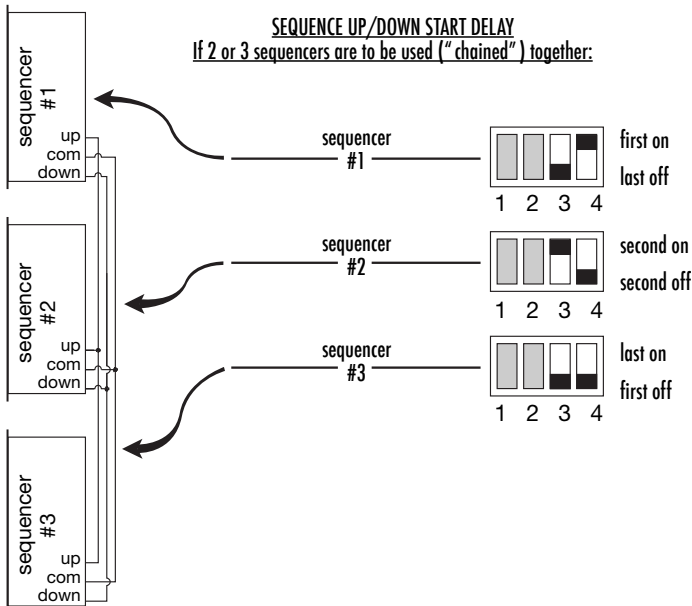 SEQUENCE UP/DOWN START DELAY
If 2 or 3 sequencers are to be used (“chained”) together:
sequencer
#1
up
com
down
sequencer
#1
first on
last off
1 2 3 4
sequencer
#2
up
com
down
sequencer
#2
second on
second off
1 2 3 4
sequencer
#3
last on
first off
1 2 3 4
sequencer
#3
up
com
down